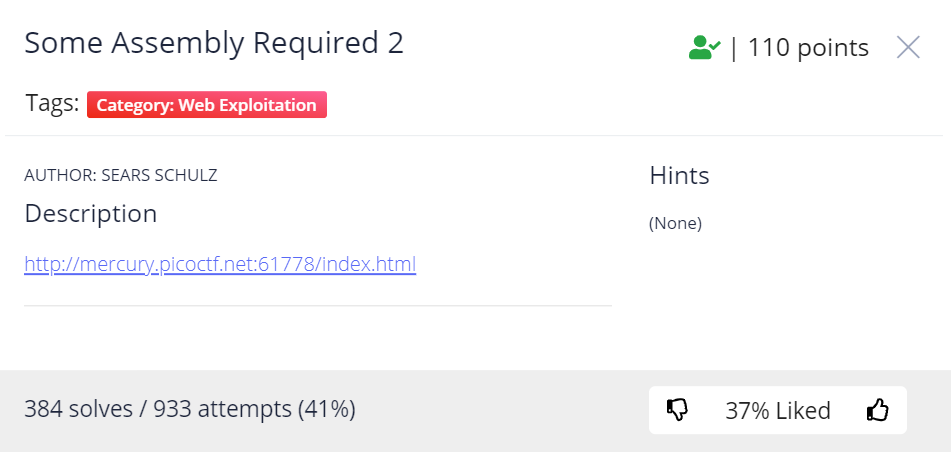 Some Assembly Required 2
| 110 points
Tags: Category: Web Exploitation
AUTHOR: SEARS SCHULZ
Description
http://mercury.picoctf.net:61778/index.html
Hints
(None)
384 solves / 933 attempts (41%)
37% Liked